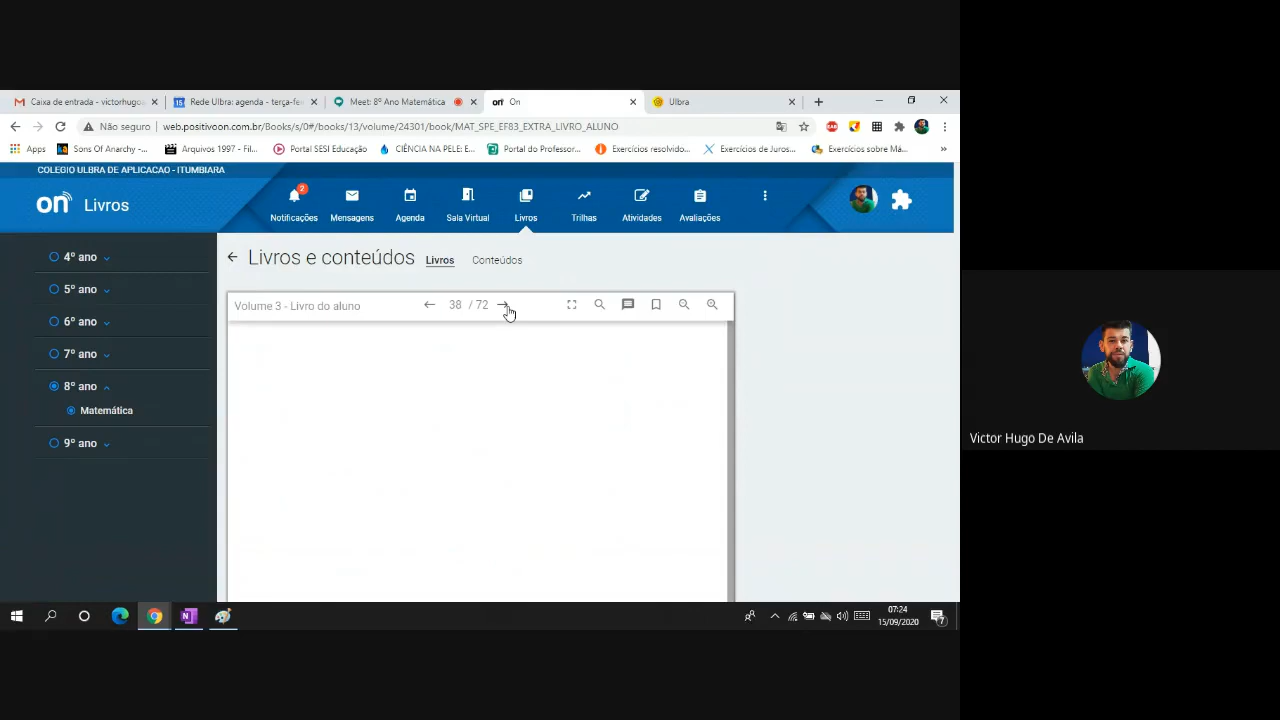 Caixa de entrada - victorhugo
Rede Ulbra: agenda - terça-fei
Meet: 8º Ano Matemática
On
Ulbra
Não seguro
web.positivoon.com.br/Books/s/0#/books/13/volume/24301/book/MAT_SPE_EF83_EXTRA_LIVRO_ALUNO
Apps
Sons Of Anarchy -...
Arquivos 1997 - Fil...
Portal SESI Educação
CIÊNCIA NA PELE: E...
Portal do Professor...
Exercícios resolvido...
Exercícios de Juros...
Exercícios sobre Má...
»
COLEGIO ULBRA DE APLICACAO - ITUMBIARA
on
Livros
2
Notificações
Mensagens
Agenda
Sala Virtual
Livros
Trilhas
Atividades
Avaliações
4º ano
5º ano
6º ano
7º ano
8º ano
Matemática
9º ano
Livros e conteúdos
Livros
Conteúdos
Volume 3 - Livro do aluno
38 / 72
Victor Hugo De Avila
07:24
15/09/2020
7